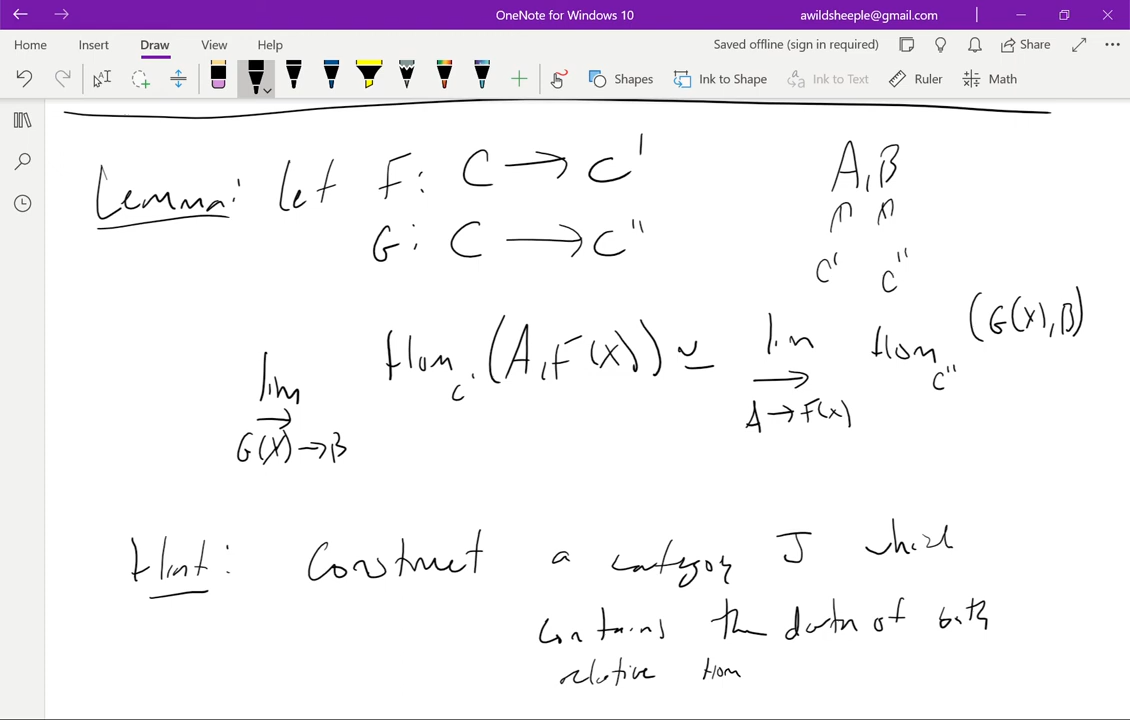 OneNote for Windows 10
awildsheeple@gmail.com
Home Insert Draw View Help
Saved offline (sign in required) Share
Shapes Ink to Shape Ink to Text Ruler Math
Lemma: let F: C → C'
G: C → C''
A, B
∩ ∩
C' C''
lim→ G(X)→B Hom_C' (A, F(X)) ≃ lim→ A→F(X) Hom_C'' (G(X), B)
Hint: Construct a category J which
contains the data of both
relative Hom